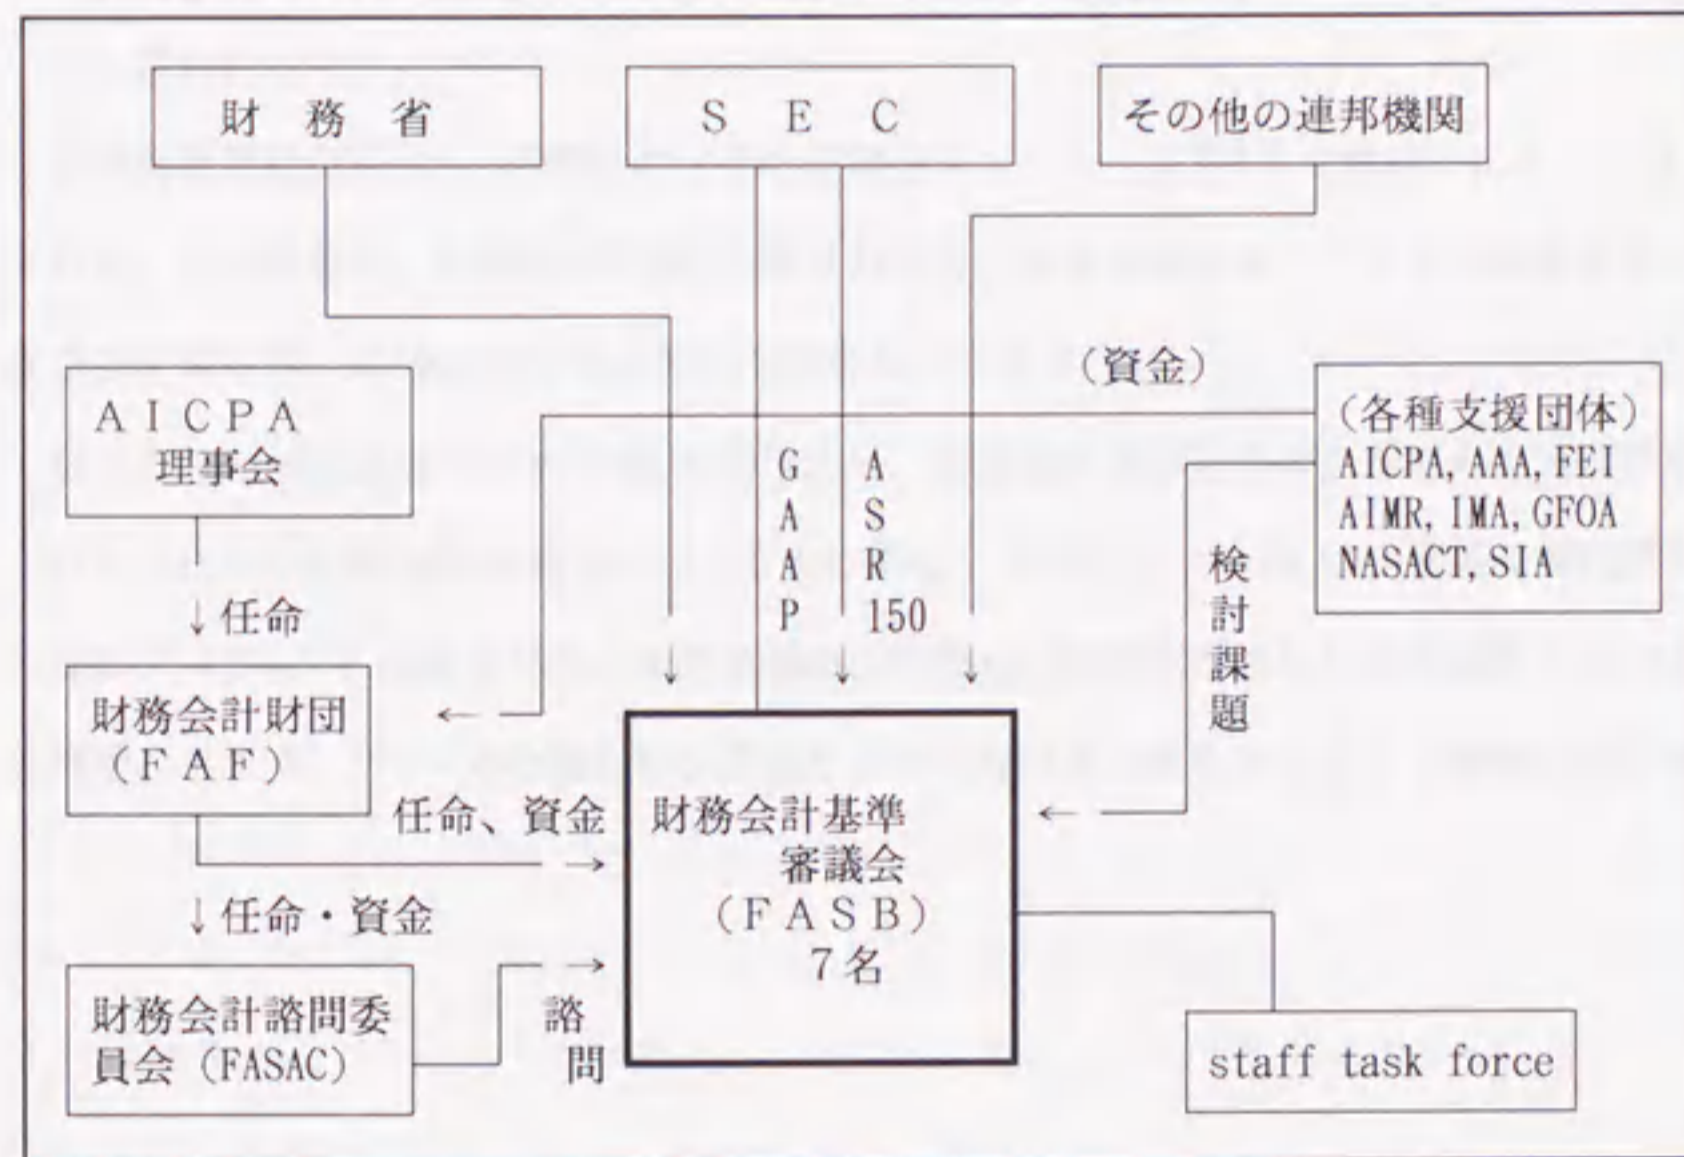 財務省
ＳＥＣ
その他の連邦機関
（資金）
ＡＩＣＰＡ
理事会
（各種支援団体）
AICPA, AAA, FEI
AIMR, IMA, GFOA
NASACT, SIA
GAAP
ASR150
検討課題
↓任命
財務会計財団
（ＦＡＦ）
任命、資金
財務会計基準
審議会
（ＦＡＳＢ）
７名
↓任命・資金
財務会計諮問委
員会（FASAC）
諮問
staff task force